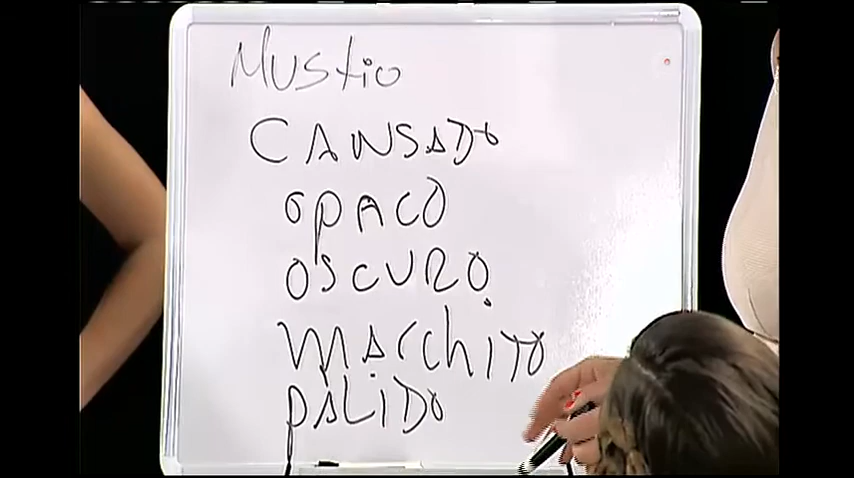 Mustio
CANSADO
OPACO
OSCURO.
MARCHITO
PALIDO